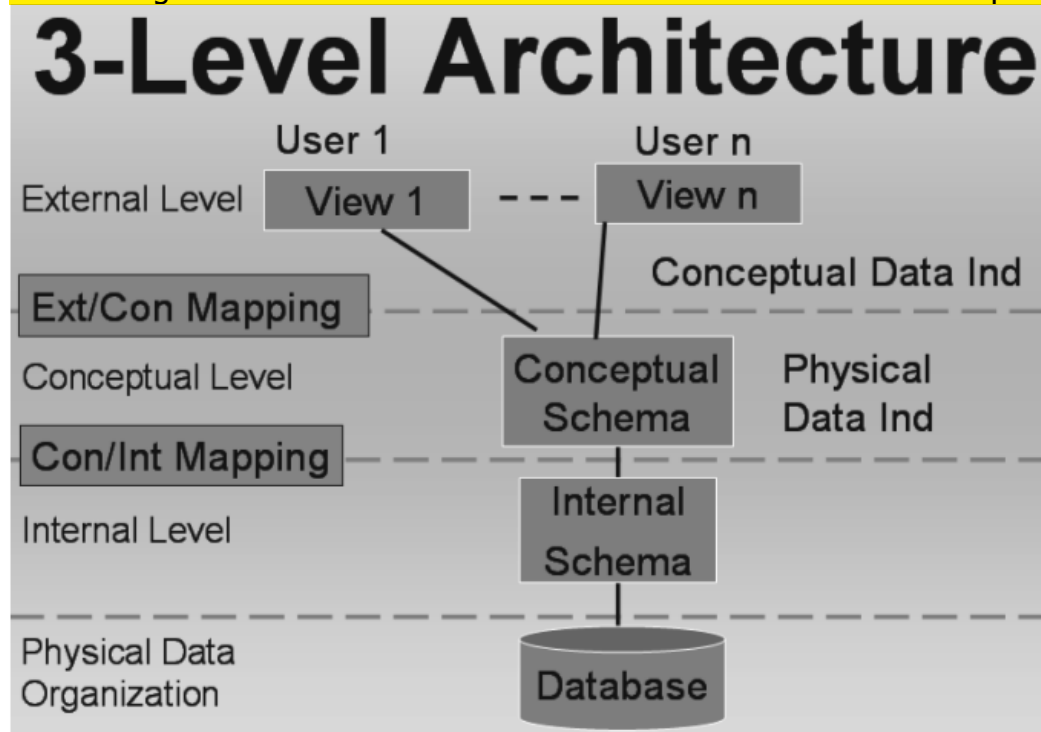 3-Level Architecture
User 1
User n
External Level
View 1
View n
Conceptual Data Ind
Ext/Con Mapping
Conceptual Level
Conceptual
Schema
Physical
Data Ind
Con/Int Mapping
Internal Level
Internal
Schema
Physical Data
Organization
Database